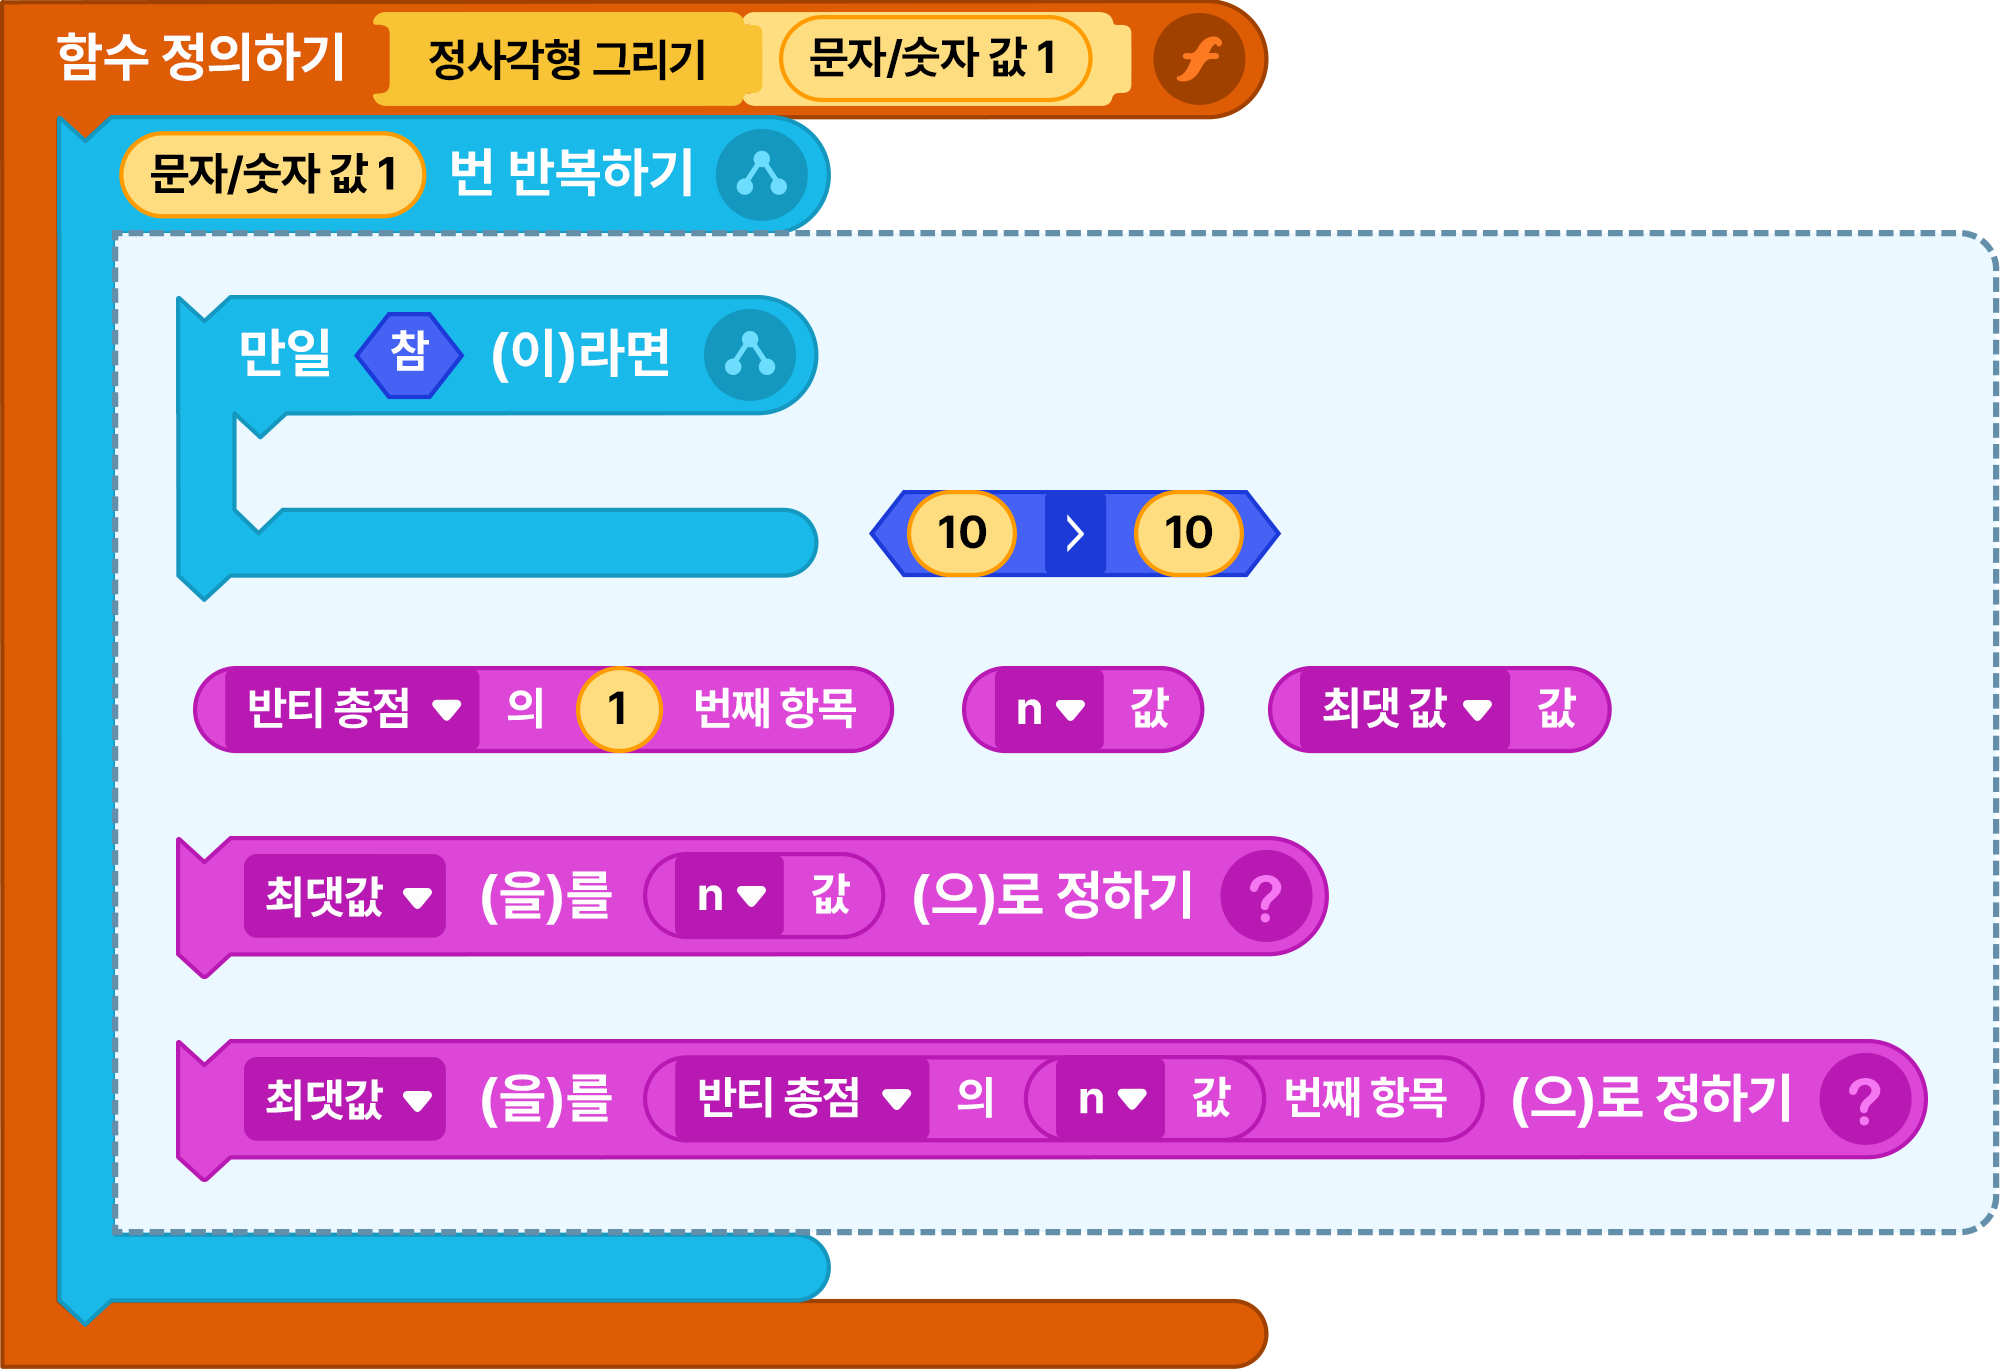 함수 정의하기 정사각형 그리기 문자/숫자 값 1
문자/숫자 값 1 번 반복하기
만일 참 (이)라면
10 > 10
반티 총점 의 1 번째 항목 n 값 최댓 값 값
최댓값 (을)를 n 값 (으)로 정하기 ?
최댓값 (을)를 반티 총점 의 n 값 번째 항목 (으)로 정하기 ?